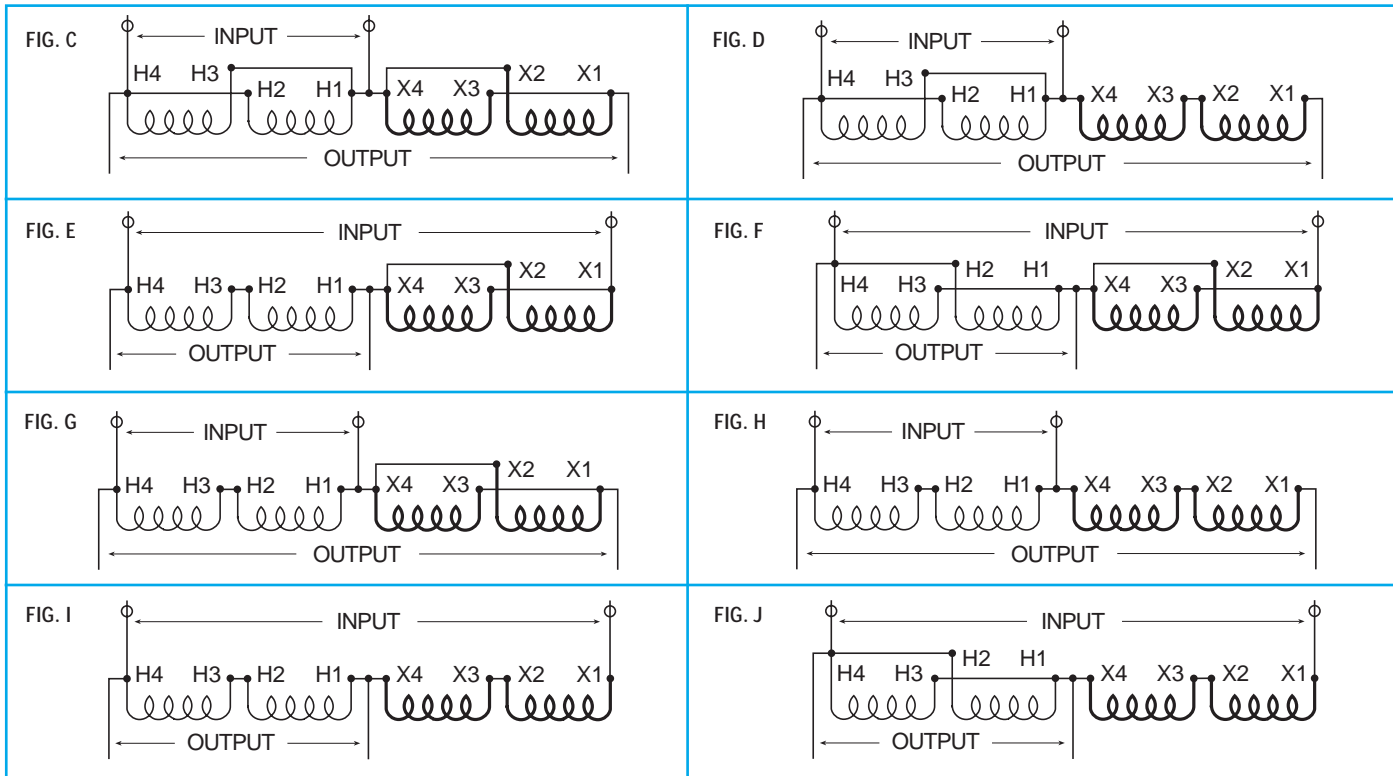 FIG. C
INPUT
H4 H3 H2 H1 X4 X3 X2 X1
OUTPUT
FIG. D
INPUT
H4 H3 H2 H1 X4 X3 X2 X1
OUTPUT
FIG. E
INPUT
H4 H3 H2 H1 X4 X3 X2 X1
OUTPUT
FIG. F
INPUT
H4 H3 H2 H1 X4 X3 X2 X1
OUTPUT
FIG. G
INPUT
H4 H3 H2 H1 X4 X3 X2 X1
OUTPUT
FIG. H
INPUT
H4 H3 H2 H1 X4 X3 X2 X1
OUTPUT
FIG. I
INPUT
H4 H3 H2 H1 X4 X3 X2 X1
OUTPUT
FIG. J
INPUT
H4 H3 H2 H1 X4 X3 X2 X1
OUTPUT